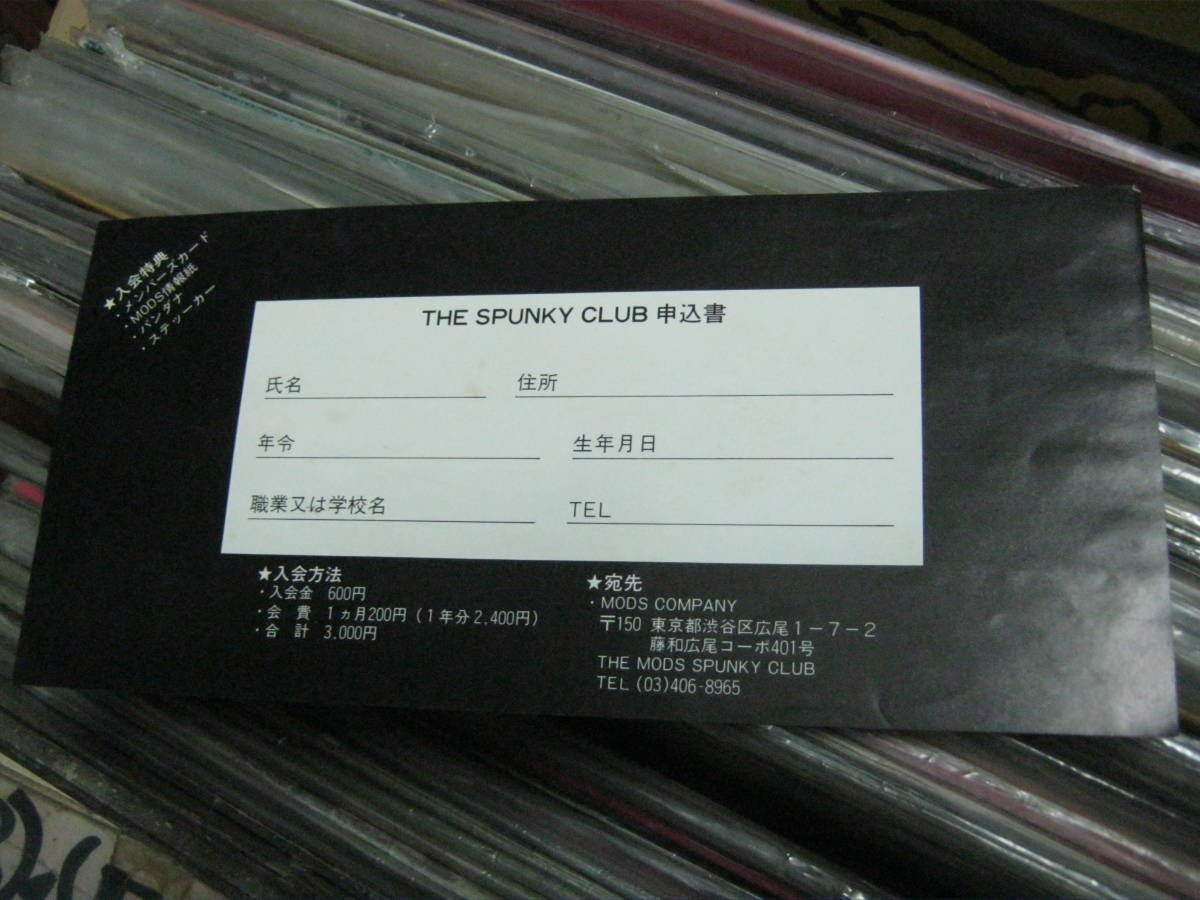 ★入会特典
・メンバーズカード
・MODS情報紙
・バンダナ
・ステッカー
THE SPUNKY CLUB 申込書
氏名
住所
年令
生年月日
職業又は学校名
TEL
★入会方法
・入会金 600円
・会 費 1ヵ月200円(1年分2,400円)
・合 計 3,000円
★宛先
・MODS COMPANY
〒150 東京都渋谷区広尾1-7-2
藤和広尾コーポ401号
THE MODS SPUNKY CLUB
TEL (03)406-8965